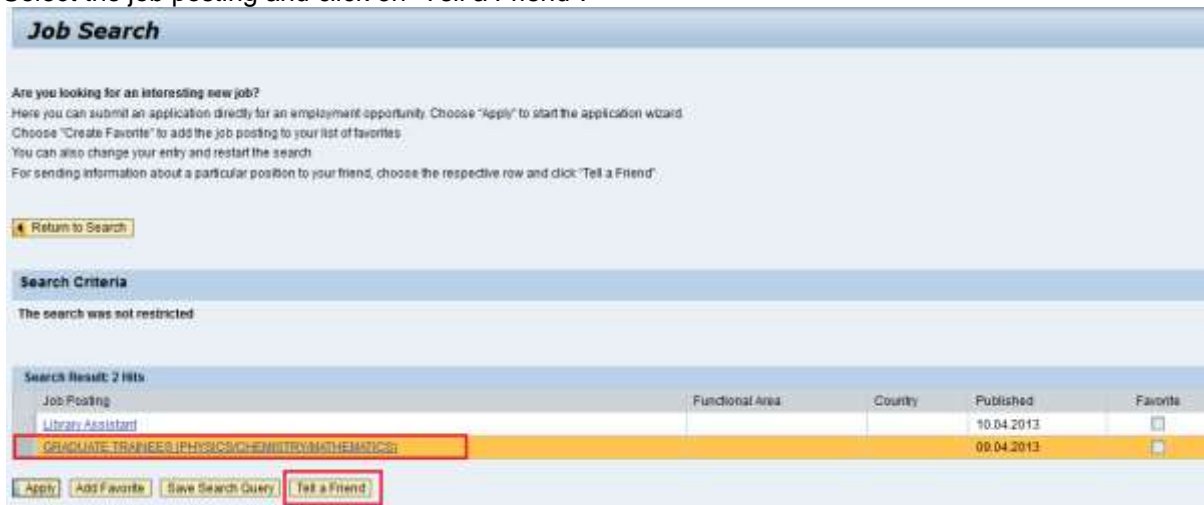 Select the job posting and click on "Tell a Friend".
Job Search
Are you looking for an interesting new job?
Here you can submit an application directly for an employment opportunity. Choose "Apply" to start the application wizard.
Choose "Create Favorite" to add the job posting to your list of favorites
You can also change your entry and restart the search
For sending information about a particular position to your friend, choose the respective row and click "Tell a Friend"
Return to Search
Search Criteria
The search was not restricted
Search Result: 2 Hits
Job Posting Functional Area Country Published Favorite
Library Assistant 10.04.2013
GRADUATE TRAINEES (PHYSICS/CHEMISTRY/MATHEMATICS) 09.04.2013
Apply Add Favorite Save Search Query Tell a Friend